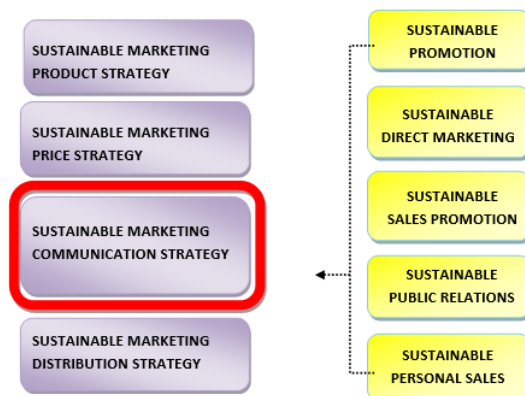 SUSTAINABLE MARKETING
PRODUCT STRATEGY
SUSTAINABLE MARKETING
PRICE STRATEGY
SUSTAINABLE MARKETING
COMMUNICATION STRATEGY
SUSTAINABLE MARKETING
DISTRIBUTION STRATEGY
SUSTAINABLE
PROMOTION
SUSTAINABLE
DIRECT MARKETING
SUSTAINABLE
SALES PROMOTION
SUSTAINABLE
PUBLIC RELATIONS
SUSTAINABLE
PERSONAL SALES